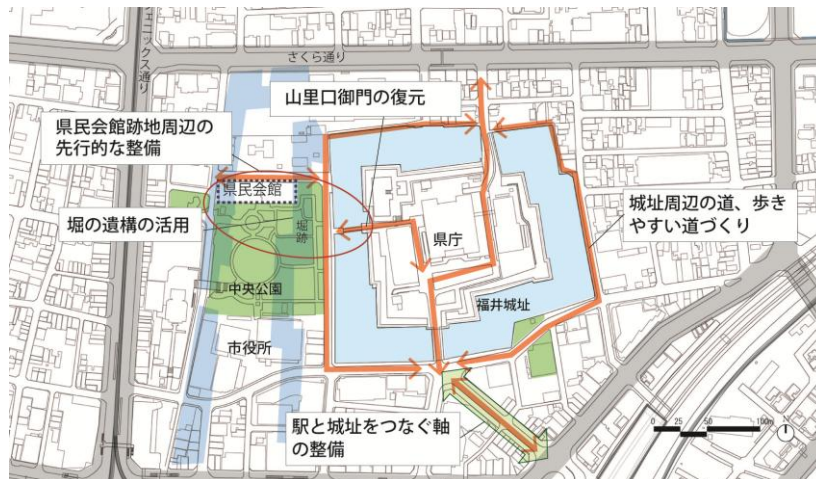 フェニックス通り
さくら通り
山里口御門の復元
県民会館跡地周辺の
先行的な整備
県民会館
堀の遺構の活用
堀跡
城址周辺の道、歩き
やすい道づくり
県庁
中央公園
福井城址
市役所
駅と城址をつなぐ軸
の整備
0 25 50 100m
N